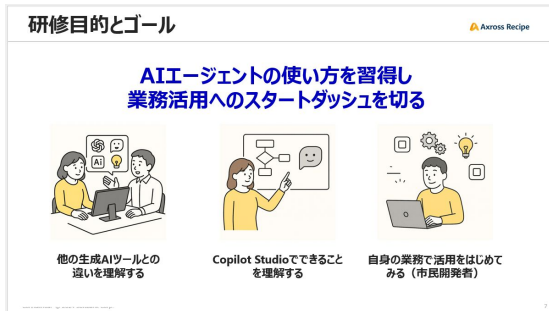 研修目的とゴール
Axross Recipe
AIエージェントの使い方を習得し
業務活用へのスタートダッシュを切る
Ai
他の生成AIツールとの
違いを理解する
Copilot Studioでできること
を理解する
自身の業務で活用をはじめて
みる（市民開発者）
7